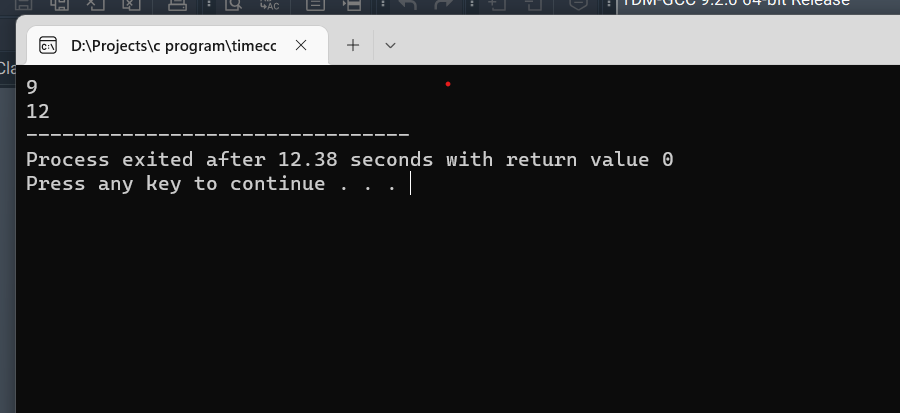 TDM-GCC 9.2.0 64-bit Release
D:\Projects\c program\timecc
Cla
9
12
--------------------------------
Process exited after 12.38 seconds with return value 0
Press any key to continue . . .